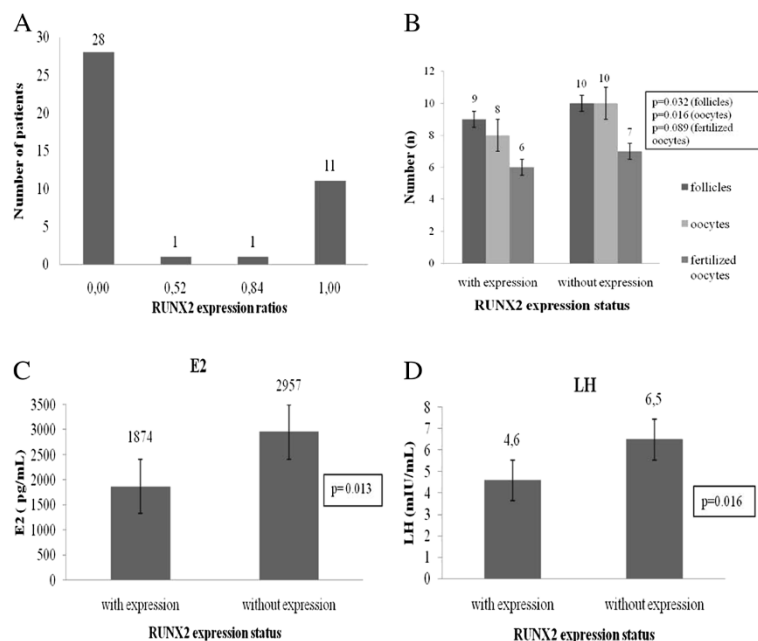 A
30
25
20
15
10
5
0
Number of patients
28
1
1
11
0,00
0,52
0,84
1,00
RUNX2 expression ratios
B
12
10
8
6
4
2
0
Number (n)
9
8
6
10
10
7
with expression
without expression
RUNX2 expression status
p=0.032 (follicles)
p=0.016 (oocytes)
p=0.089 (fertilized
oocytes)
follicles
oocytes
fertilized
oocytes
C
E2
3500
3000
2500
2000
1500
1000
500
0
E2 ( pg/mL)
1874
2957
p=0.013
with expression
without expression
RUNX2 expression status
D
LH
8
7
6
5
4
3
2
1
0
LH (mIU/mL)
4,6
6,5
p=0.016
with expression
without expression
RUNX2 expression status